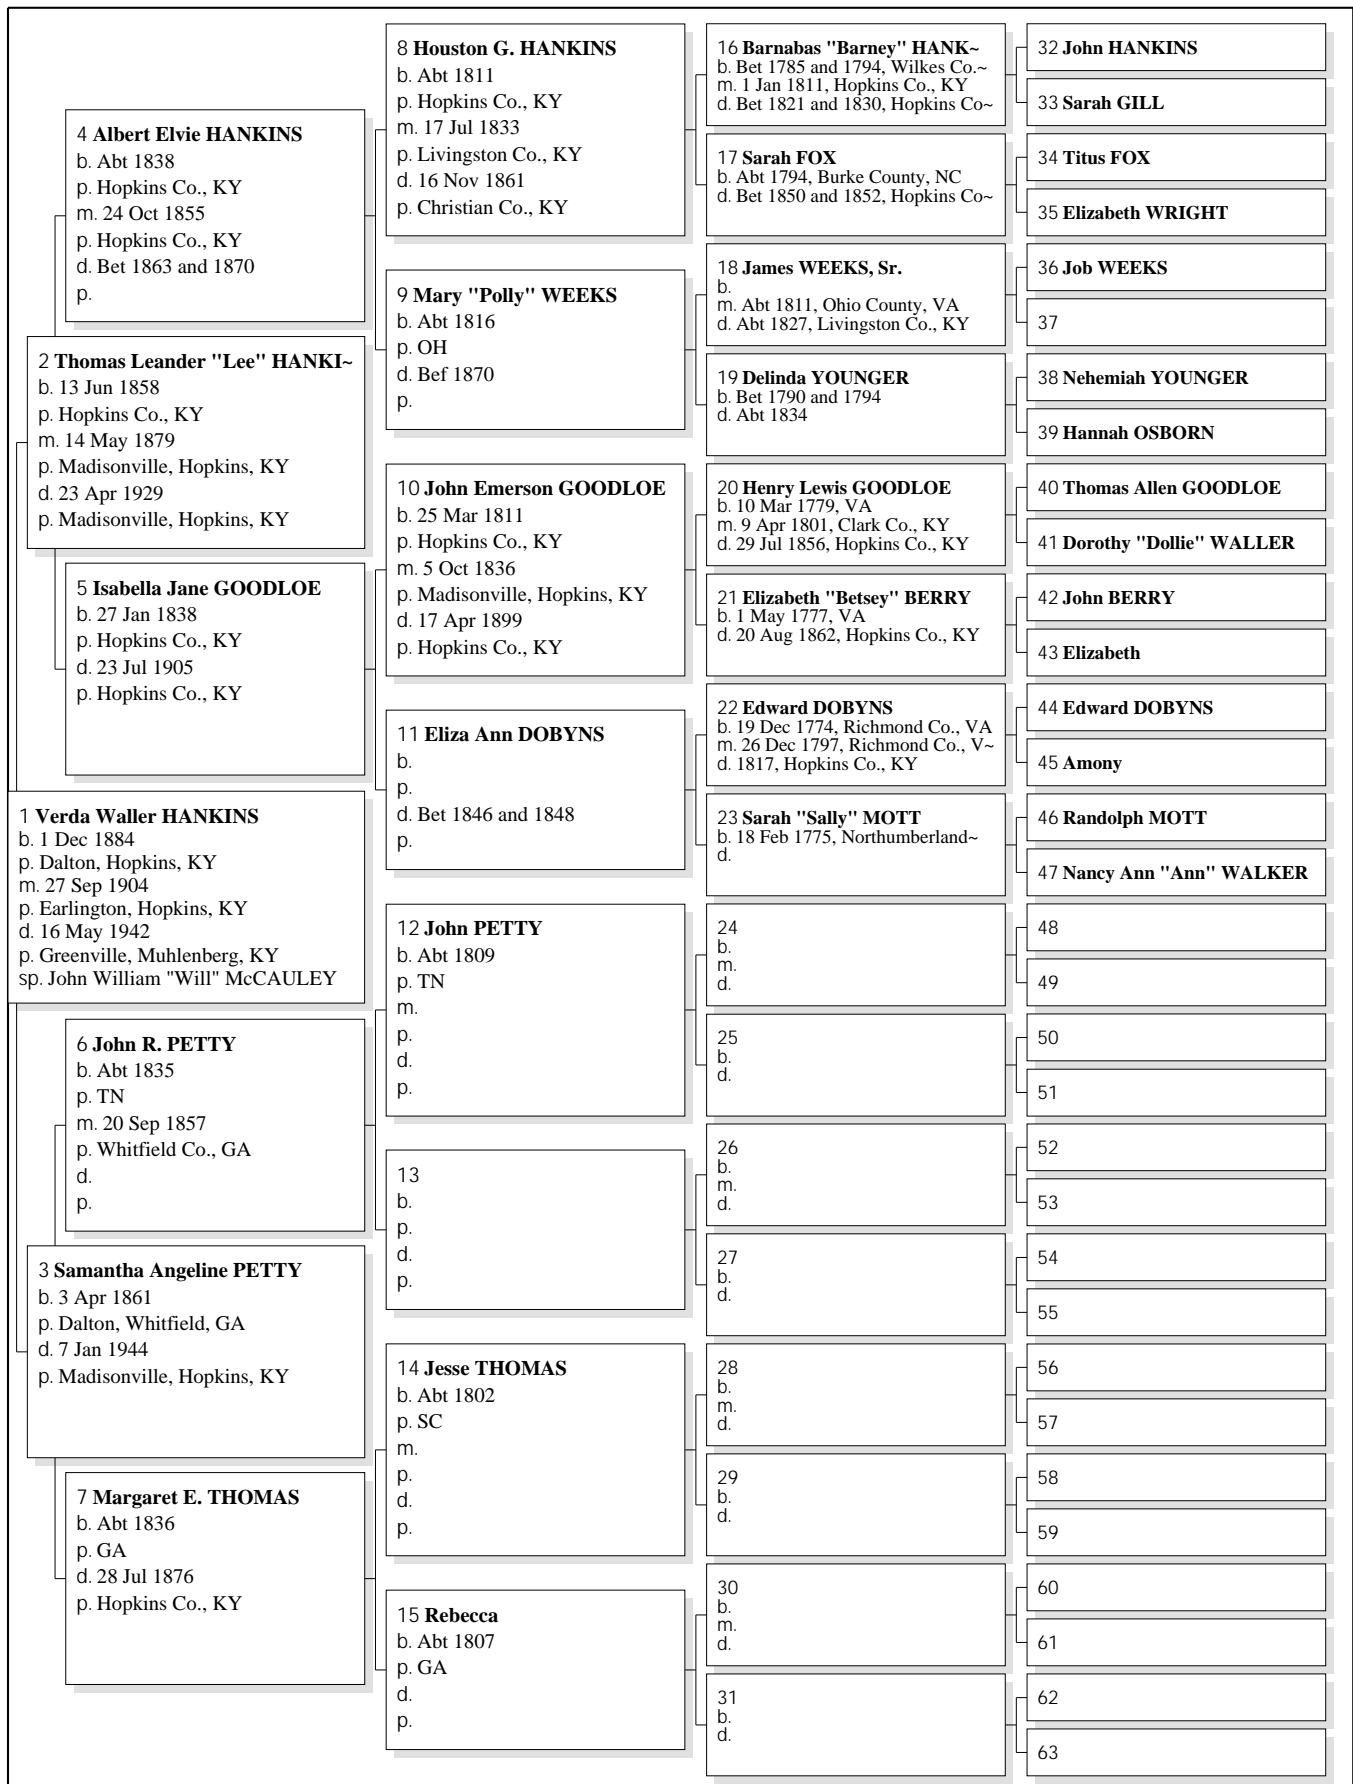 1 Verda Waller HANKINS
b. 1 Dec 1884
p. Dalton, Hopkins, KY
m. 27 Sep 1904
p. Earlington, Hopkins, KY
d. 16 May 1942
p. Greenville, Muhlenberg, KY
sp. John William "Will" McCAULEY
2 Thomas Leander "Lee" HANKI~
b. 13 Jun 1858
p. Hopkins Co., KY
m. 14 May 1879
p. Madisonville, Hopkins, KY
d. 23 Apr 1929
p. Madisonville, Hopkins, KY
3 Samantha Angeline PETTY
b. 3 Apr 1861
p. Dalton, Whitfield, GA
d. 7 Jan 1944
p. Madisonville, Hopkins, KY
4 Albert Elvie HANKINS
b. Abt 1838
p. Hopkins Co., KY
m. 24 Oct 1855
p. Hopkins Co., KY
d. Bet 1863 and 1870
p.
5 Isabella Jane GOODLOE
b. 27 Jan 1838
p. Hopkins Co., KY
d. 23 Jul 1905
p. Hopkins Co., KY
6 John R. PETTY
b. Abt 1835
p. TN
m. 20 Sep 1857
p. Whitfield Co., GA
d.
p.
7 Margaret E. THOMAS
b. Abt 1836
p. GA
d. 28 Jul 1876
p. Hopkins Co., KY
8 Houston G. HANKINS
b. Abt 1811
p. Hopkins Co., KY
m. 17 Jul 1833
p. Livingston Co., KY
d. 16 Nov 1861
p. Christian Co., KY
9 Mary "Polly" WEEKS
b. Abt 1816
p. OH
d. Bef 1870
p.
10 John Emerson GOODLOE
b. 25 Mar 1811
p. Hopkins Co., KY
m. 5 Oct 1836
p. Madisonville, Hopkins, KY
d. 17 Apr 1899
p. Hopkins Co., KY
11 Eliza Ann DOBYNS
b.
p.
d. Bet 1846 and 1848
p.
12 John PETTY
b. Abt 1809
p. TN
m.
p.
d.
p.
13
b.
p.
d.
p.
14 Jesse THOMAS
b. Abt 1802
p. SC
m.
p.
d.
p.
15 Rebecca
b. Abt 1807
p. GA
d.
p.
16 Barnabas "Barney" HANK~
b. Bet 1785 and 1794, Wilkes Co.~
m. 1 Jan 1811, Hopkins Co., KY
d. Bet 1821 and 1830, Hopkins Co~
17 Sarah FOX
b. Abt 1794, Burke County, NC
d. Bet 1850 and 1852, Hopkins Co~
18 James WEEKS, Sr.
b.
m. Abt 1811, Ohio County, VA
d. Abt 1827, Livingston Co., KY
19 Delinda YOUNGER
b. Bet 1790 and 1794
d. Abt 1834
20 Henry Lewis GOODLOE
b. 10 Mar 1779, VA
m. 9 Apr 1801, Clark Co., KY
d. 29 Jul 1856, Hopkins Co., KY
21 Elizabeth "Betsey" BERRY
b. 1 May 1777, VA
d. 20 Aug 1862, Hopkins Co., KY
22 Edward DOBYNS
b. 19 Dec 1774, Richmond Co., VA
m. 26 Dec 1797, Richmond Co., V~
d. 1817, Hopkins Co., KY
23 Sarah "Sally" MOTT
b. 18 Feb 1775, Northumberland~
d.
24
b.
m.
d.
25
b.
d.
26
b.
m.
d.
27
b.
d.
28
b.
m.
d.
29
b.
d.
30
b.
m.
d.
31
b.
d.
32 John HANKINS
33 Sarah GILL
34 Titus FOX
35 Elizabeth WRIGHT
36 Job WEEKS
37
38 Nehemiah YOUNGER
39 Hannah OSBORN
40 Thomas Allen GOODLOE
41 Dorothy "Dollie" WALLER
42 John BERRY
43 Elizabeth
44 Edward DOBYNS
45 Amony
46 Randolph MOTT
47 Nancy Ann "Ann" WALKER
48
49
50
51
52
53
54
55
56
57
58
59
60
61
62
63